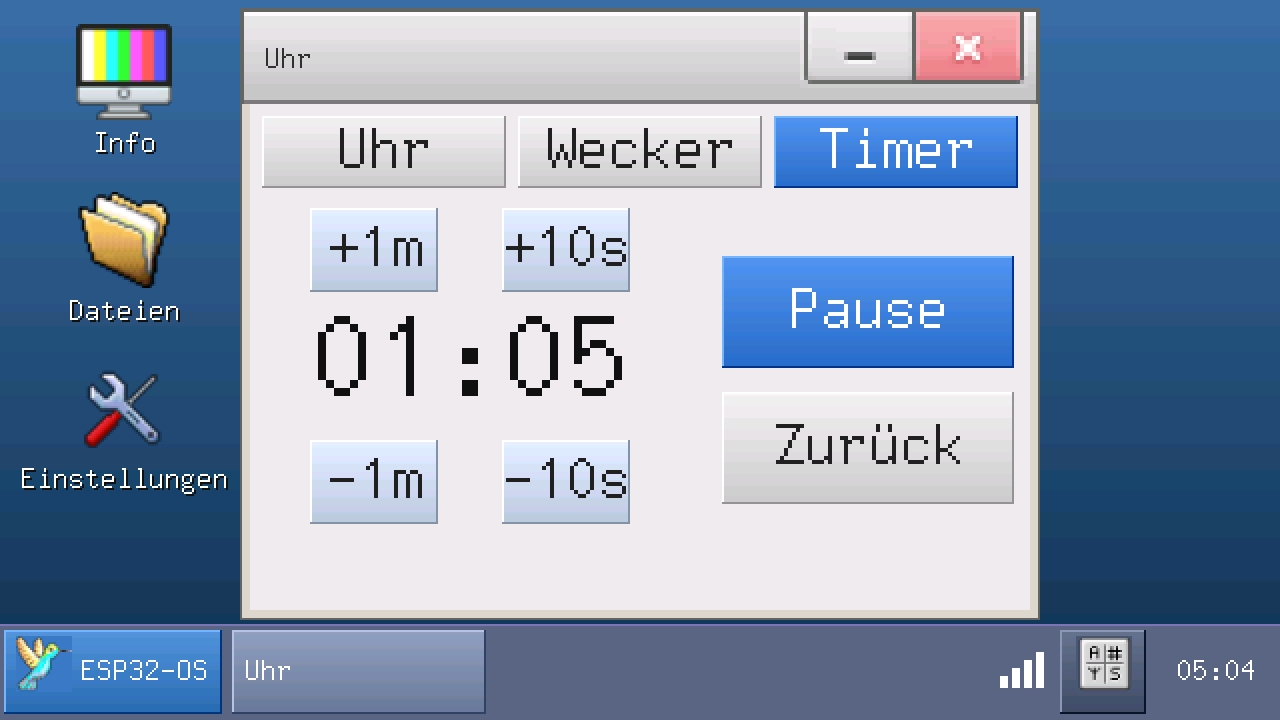 Info
Dateien
Einstellungen
Uhr
Uhr Wecker Timer
+1m +10s
01:05
-1m -10s
Pause
Zurück
ESP32-OS Uhr A # Y S 05:04